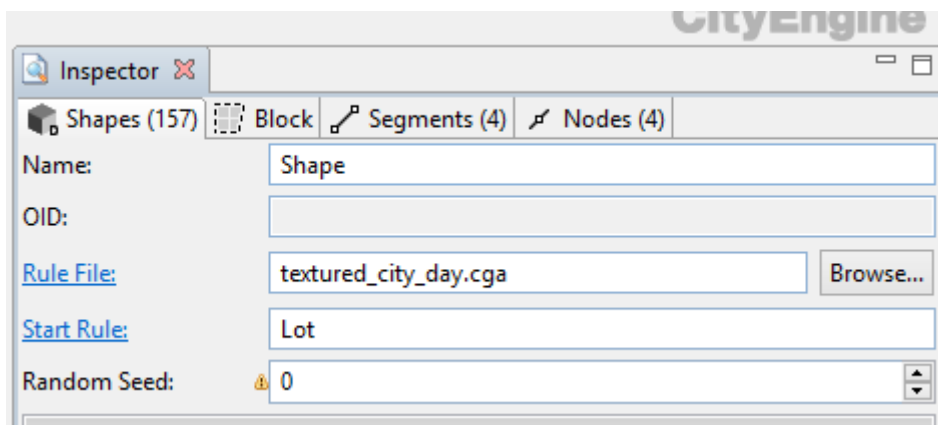 CityEngine
Inspector
Shapes (157) Block Segments (4) Nodes (4)
Name: Shape
OID:
Rule File: textured_city_day.cga Browse...
Start Rule: Lot
Random Seed: 0